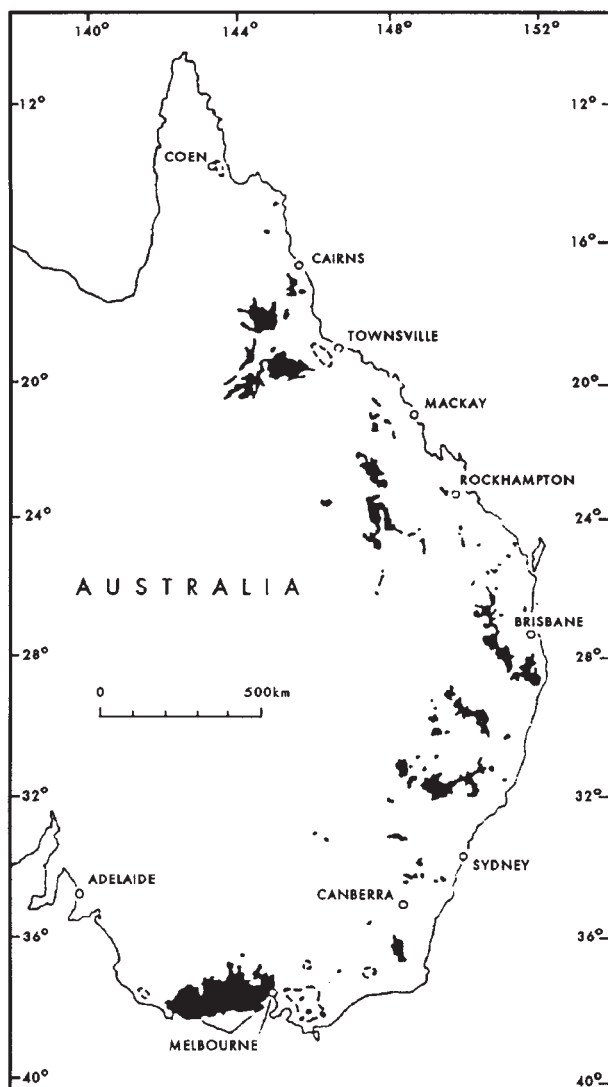 140° 144° 148° 152°
12° 12°
COEN
16° 16°
CAIRNS
TOWNSVILLE
20° 20°
MACKAY
ROCKHAMPTON
24° 24°
AUSTRALIA
BRISBANE
28° 28°
0 500km
32° 32°
SYDNEY
ADELAIDE
CANBERRA
36° 36°
MELBOURNE
40° 40°